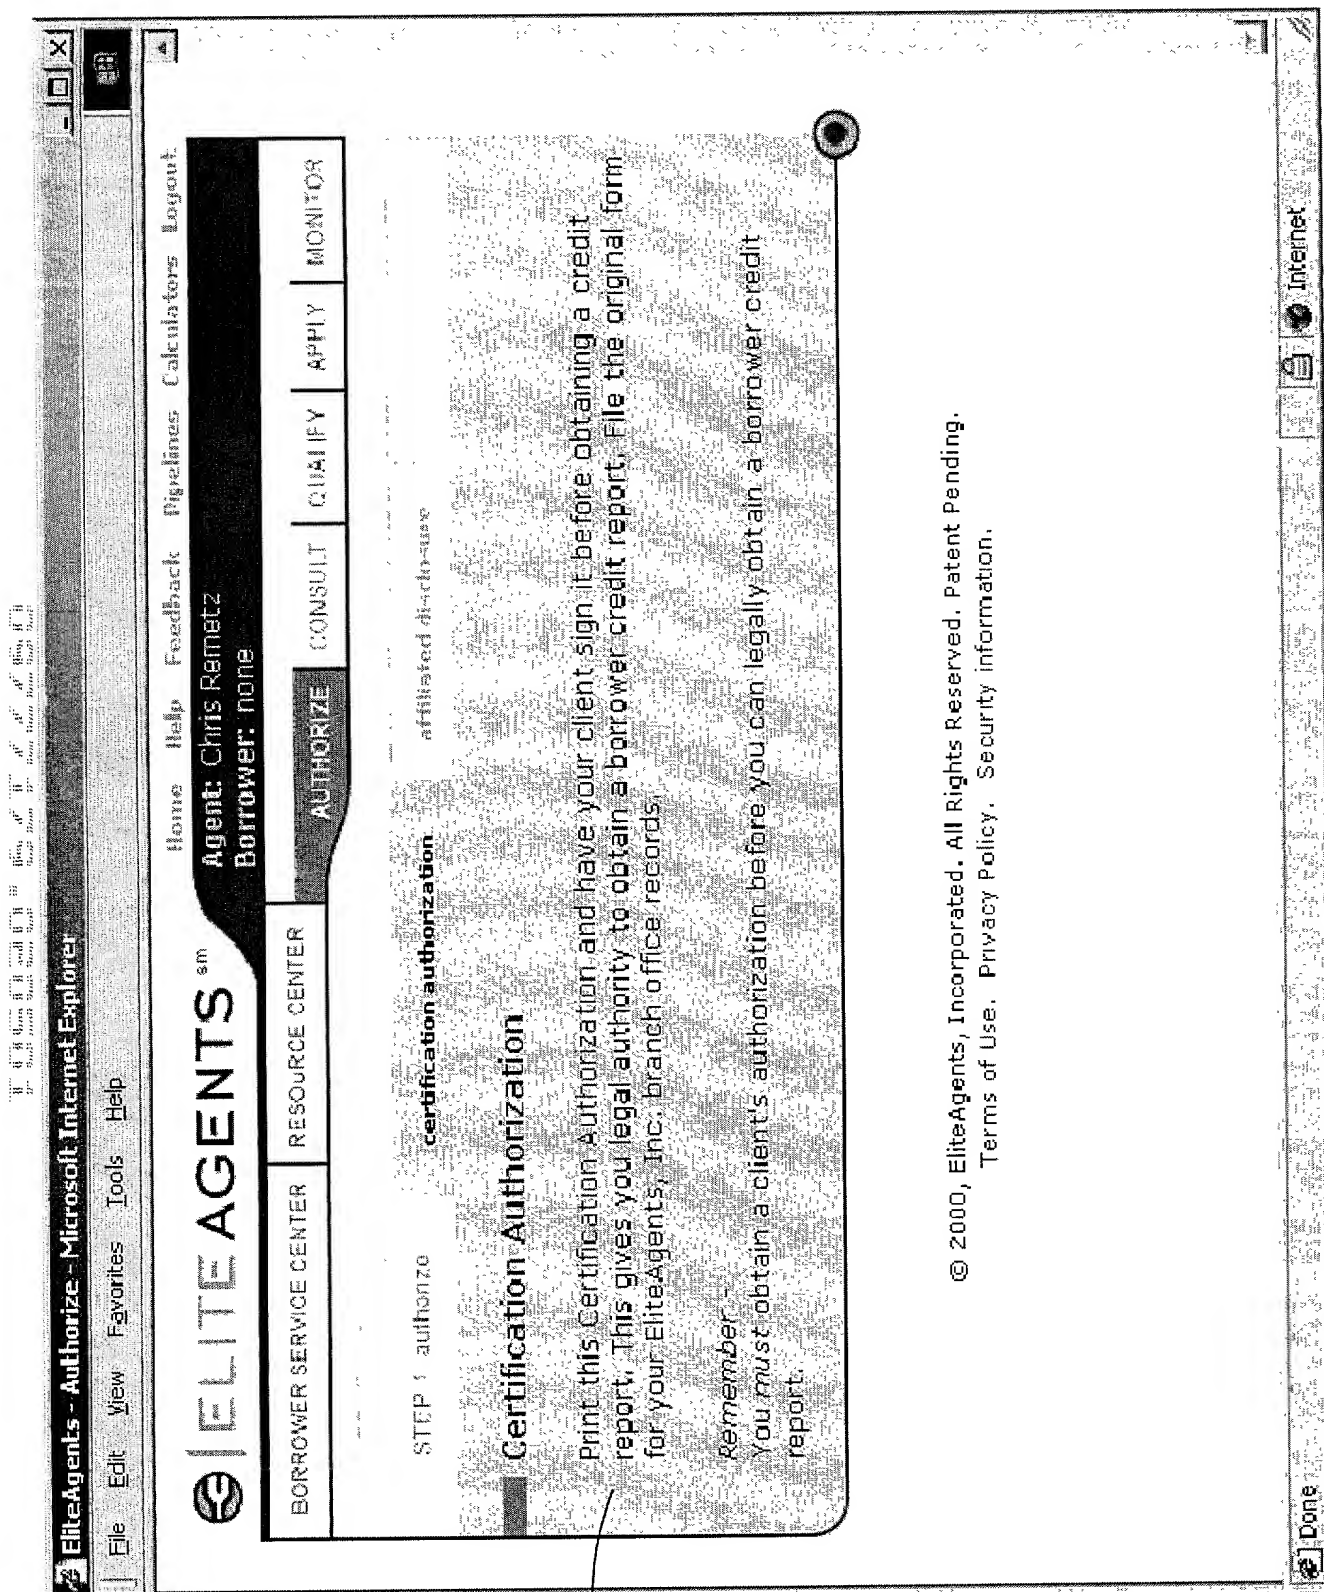 EliteAgents - Authorize - Microsoft Internet Explorer
File Edit View Favorites Tools Help
Home Help Feedback Pipelines Calculators Logout
ELITE AGENTS sm
Agent: Chris Remetz
Borrower: none
BORROWER SERVICE CENTER RESOURCE CENTER AUTHORIZE CONSULT QUALIFY APPLY MONITOR
STEP 1 authorize certification authorization affiliated disclosure
Certification Authorization
Print this Certification Authorization and have your client sign it before obtaining a credit
report. This gives you legal authority to obtain a borrower credit report. File the original form
for your EliteAgents, Inc. branch office records.
Remember -
You must obtain a client's authorization before you can legally obtain a borrower credit
report.
© 2000, EliteAgents, Incorporated. All Rights Reserved. Patent Pending.
Terms of Use. Privacy Policy. Security information.
Done Internet